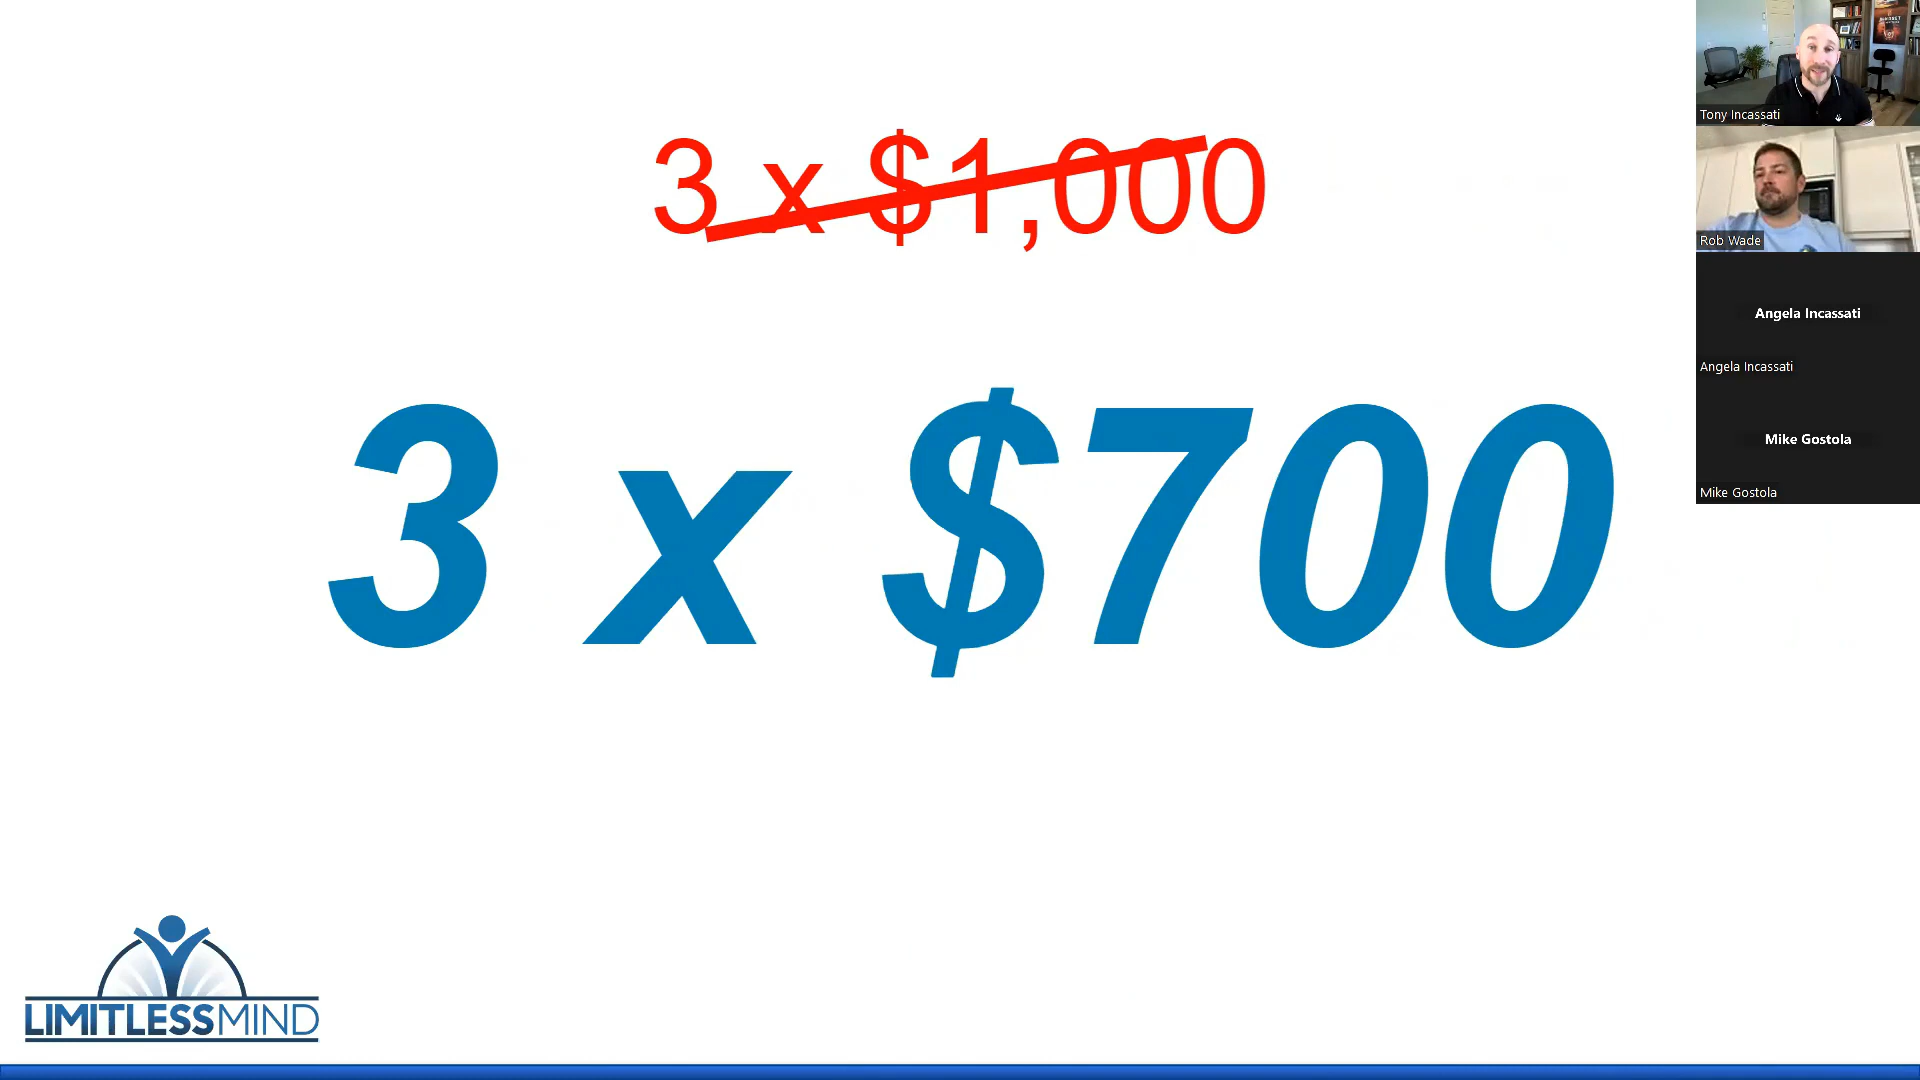 3 x $1,000
3 x $700
LIMITLESSMIND
Tony Incassati
Rob Wade
Angela Incassati
Angela Incassati
Mike Gostola
Mike Gostola